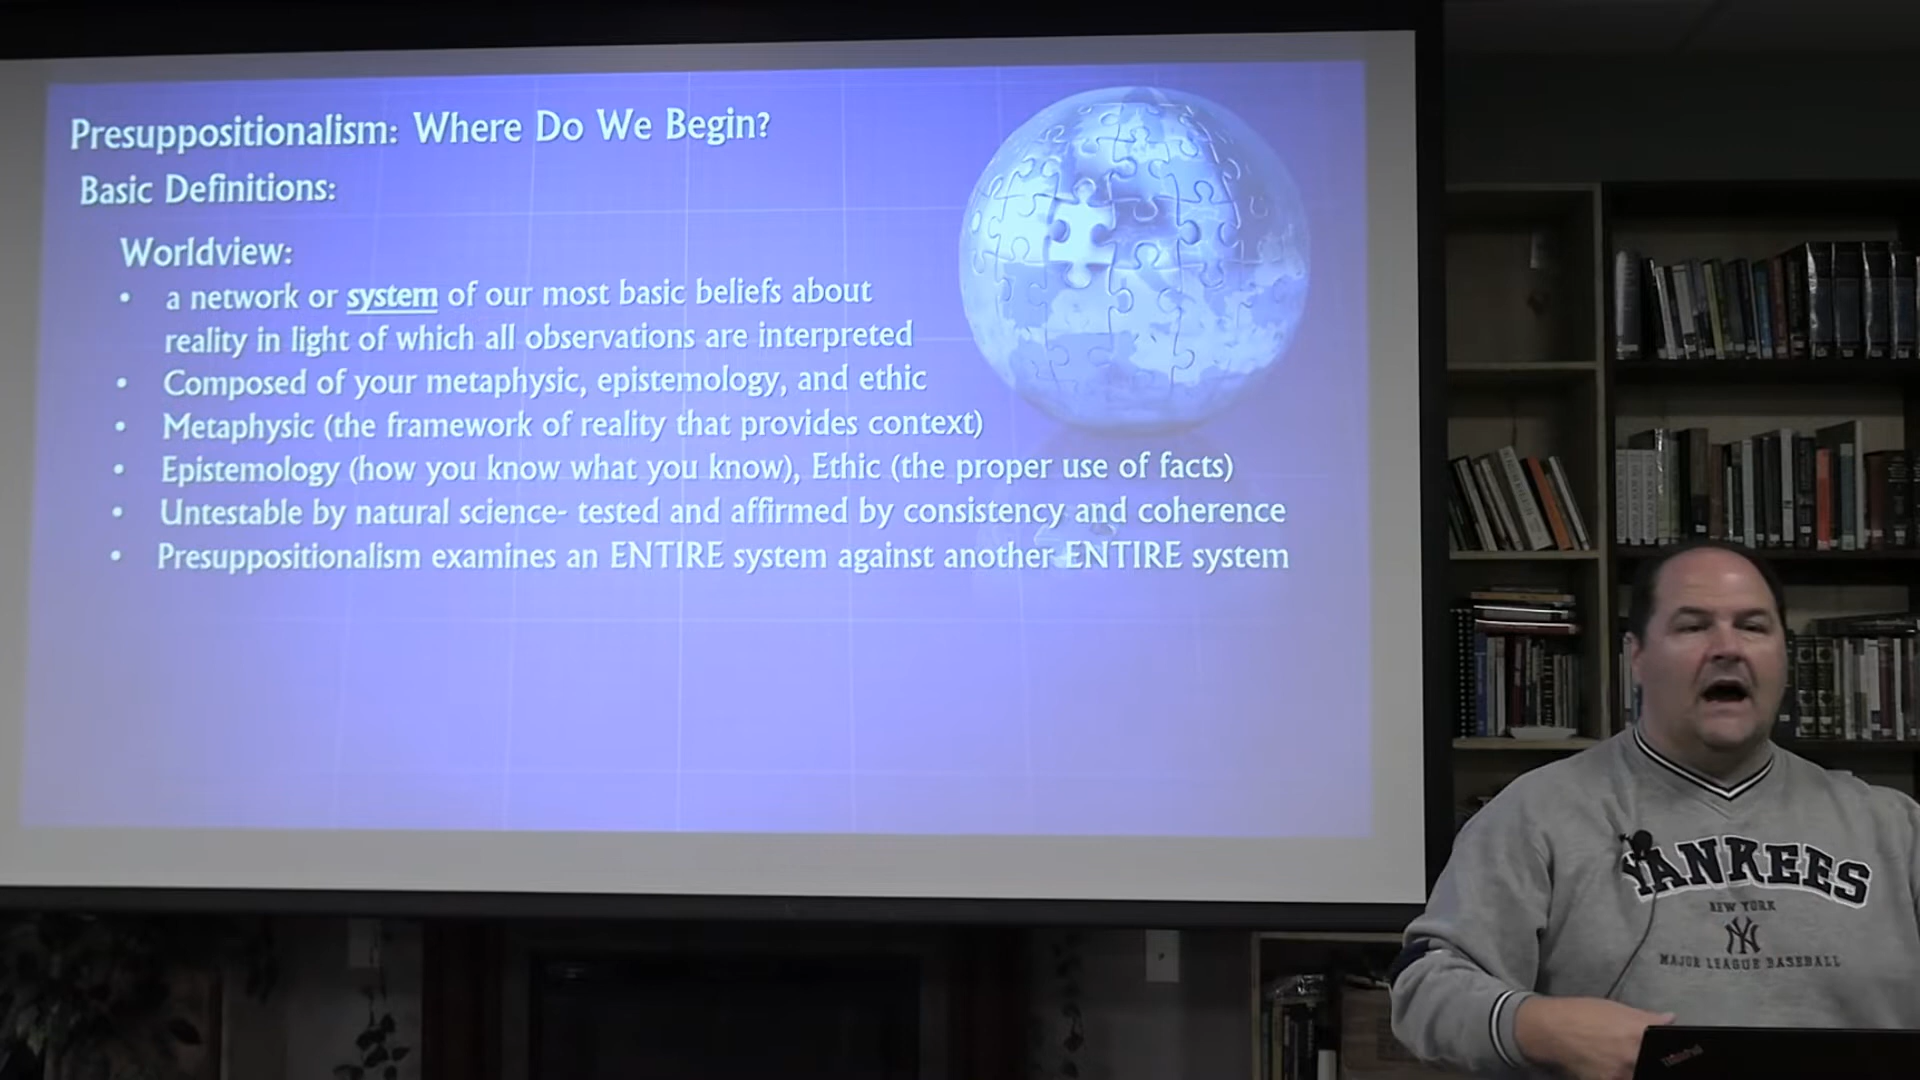 Presuppositionalism: Where Do We Begin?
Basic Definitions:
Worldview:
• a network or system of our most basic beliefs about
reality in light of which all observations are interpreted
• Composed of your metaphysic, epistemology, and ethic
• Metaphysic (the framework of reality that provides context)
• Epistemology (how you know what you know), Ethic (the proper use of facts)
• Untestable by natural science- tested and affirmed by consistency and coherence
• Presuppositionalism examines an ENTIRE system against another ENTIRE system
YANKEES
NEW YORK
NY
MAJOR LEAGUE BASEBALL
ThinkPad